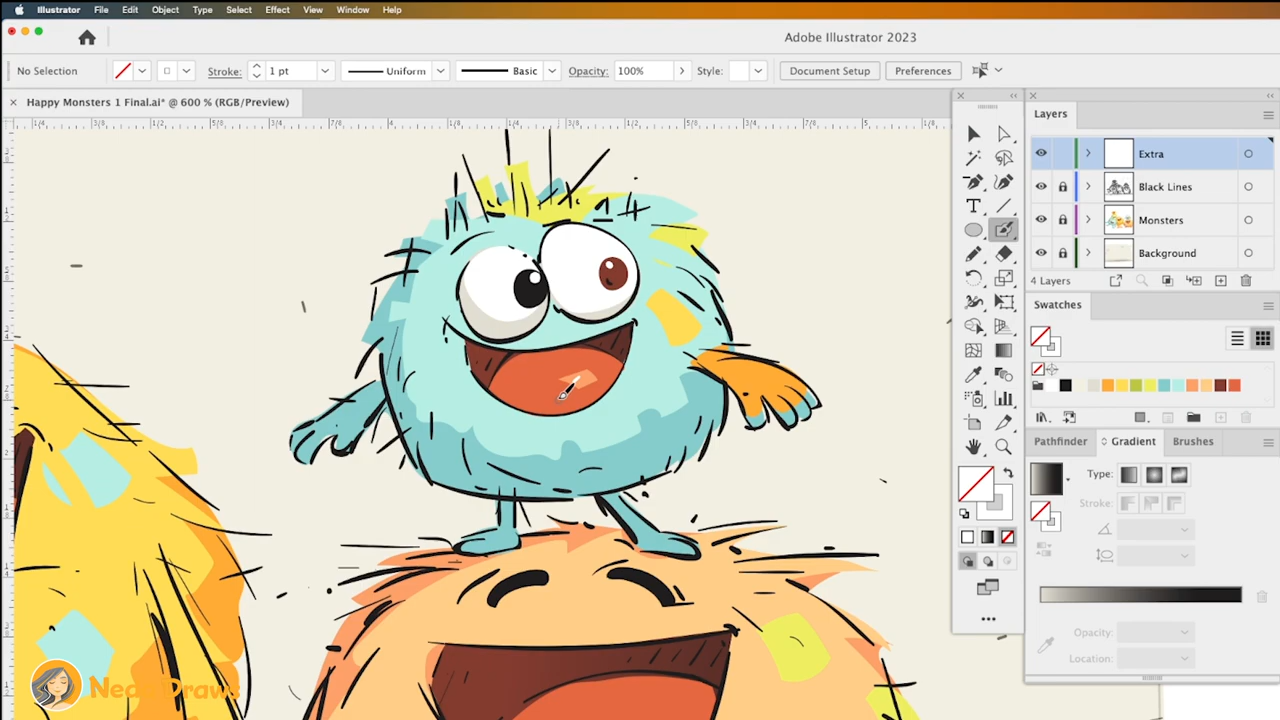 Illustrator File Edit Object Type Select Effect View Window Help
Adobe Illustrator 2023
No Selection Stroke: 1 pt Uniform Basic Opacity: 100% Style: Document Setup Preferences
Happy Monsters 1 Final.ai* @ 600 % (RGB/Preview)
Layers
Extra
Black Lines
Monsters
Background
4 Layers
Swatches
Pathfinder Gradient Brushes
Type:
Stroke:
Opacity:
Location: